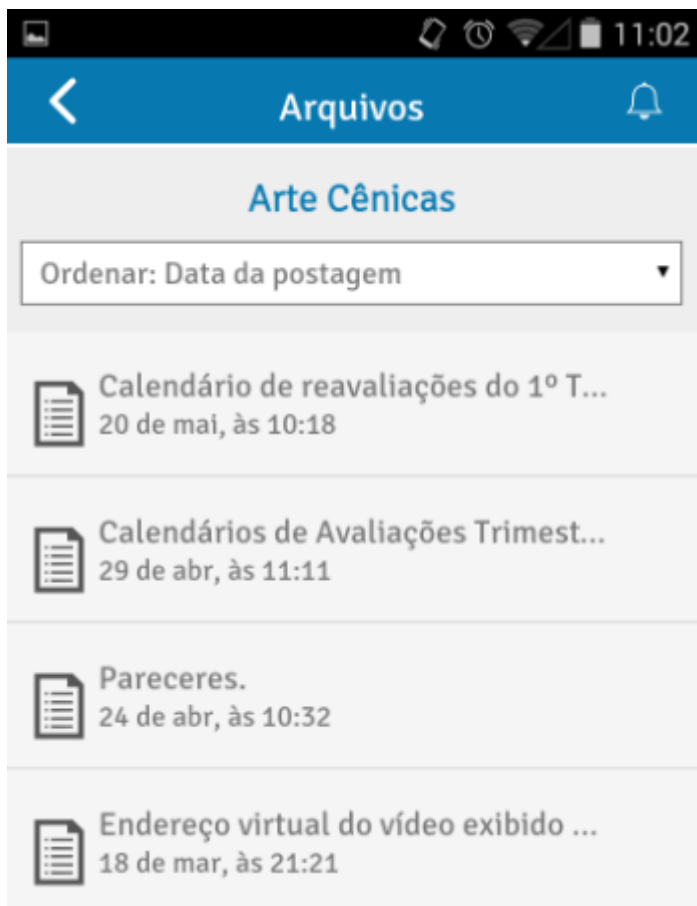 11:02
Arquivos
Arte Cênicas
Ordenar: Data da postagem
Calendário de reavaliações do 1º T...
20 de mai, às 10:18
Calendários de Avaliações Trimest...
29 de abr, às 11:11
Pareceres.
24 de abr, às 10:32
Endereço virtual do vídeo exibido ...
18 de mar, às 21:21